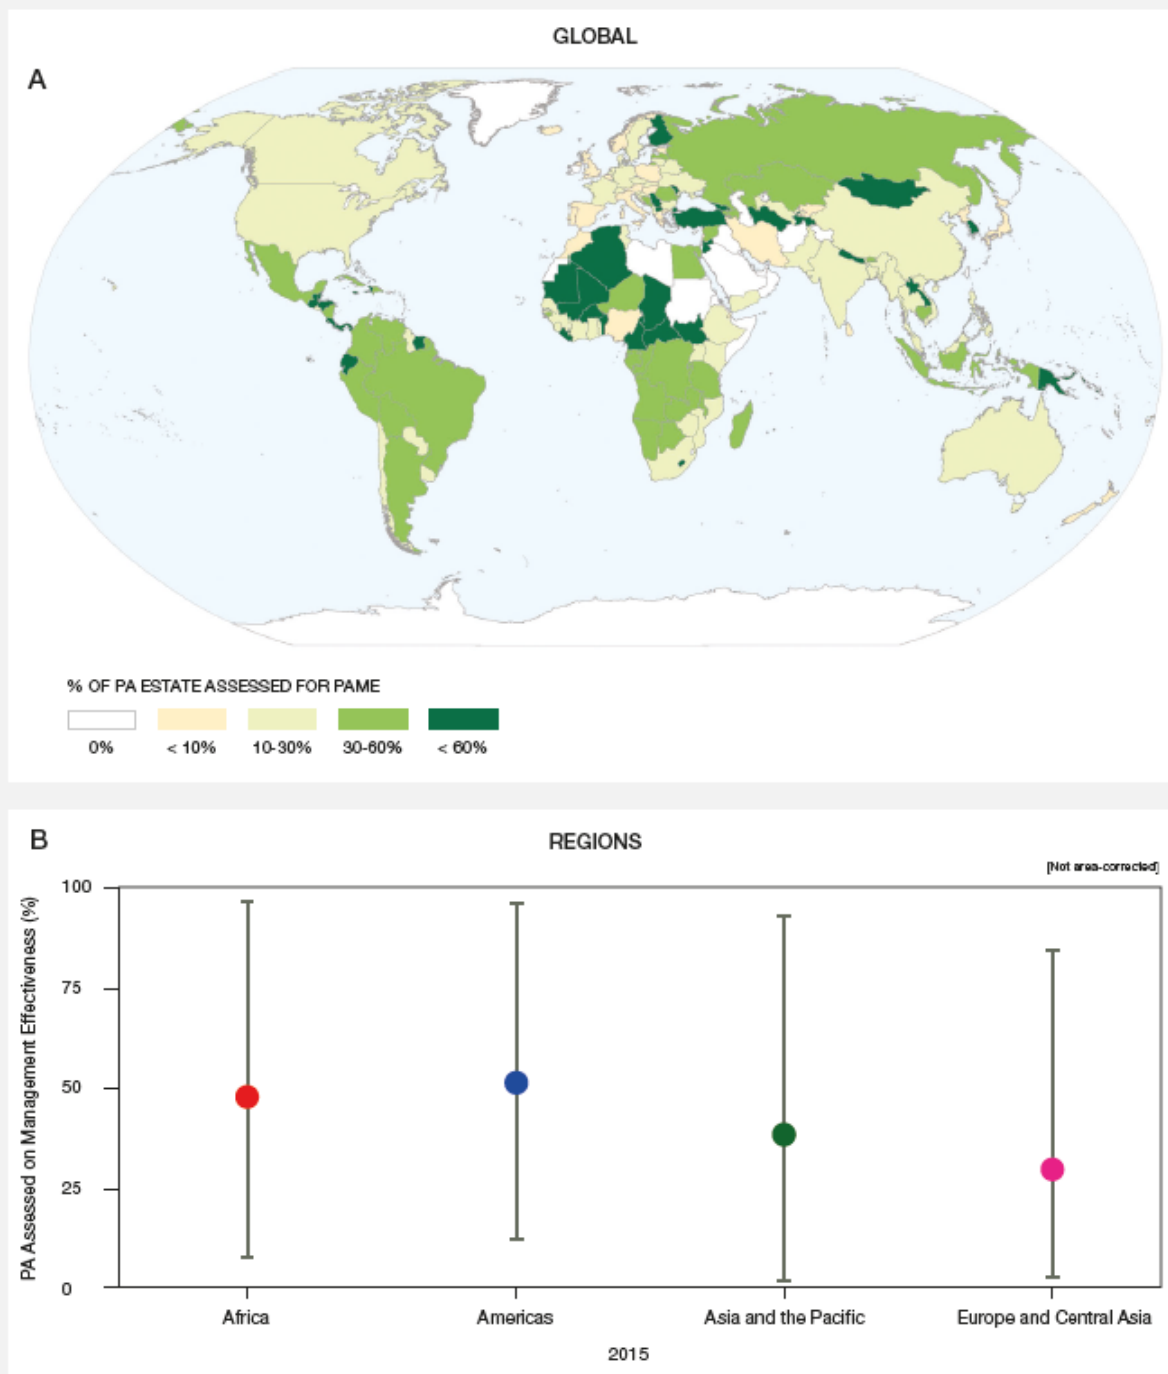 GLOBAL
A
% OF PA ESTATE ASSESSED FOR PAME
0%
< 10%
10-30%
30-60%
< 60%
B
REGIONS
[Not area-corrected]
PA Assessed on Management Effectiveness (%)
100
75
50
25
0
Africa
Americas
Asia and the Pacific
Europe and Central Asia
2015